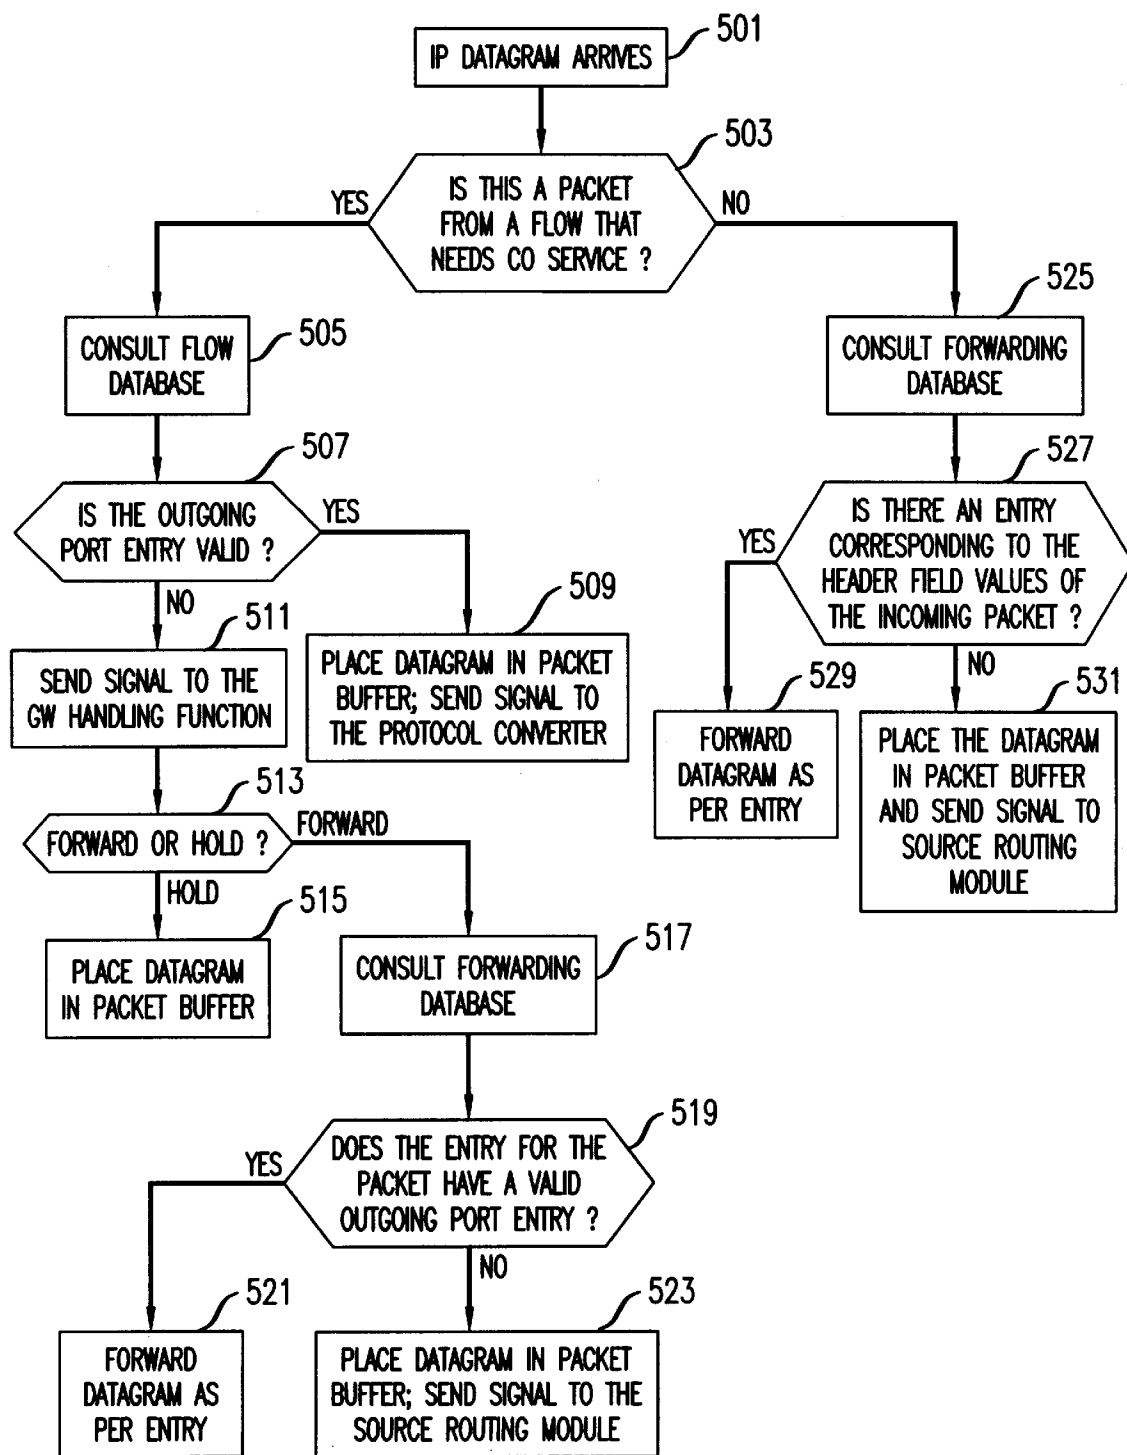 501
IP DATAGRAM ARRIVES
503
IS THIS A PACKET
FROM A FLOW THAT
NEEDS CO SERVICE ?
YES
NO
505
CONSULT FLOW
DATABASE
525
CONSULT FORWARDING
DATABASE
507
IS THE OUTGOING
PORT ENTRY VALID ?
YES
NO
527
IS THERE AN ENTRY
CORRESPONDING TO THE
HEADER FIELD VALUES OF
THE INCOMING PACKET ?
YES
NO
509
PLACE DATAGRAM IN PACKET
BUFFER; SEND SIGNAL TO
THE PROTOCOL CONVERTER
511
SEND SIGNAL TO THE
GW HANDLING FUNCTION
529
FORWARD
DATAGRAM AS
PER ENTRY
531
PLACE THE DATAGRAM
IN PACKET BUFFER
AND SEND SIGNAL TO
SOURCE ROUTING
MODULE
513
FORWARD OR HOLD ?
FORWARD
HOLD
515
PLACE DATAGRAM
IN PACKET BUFFER
517
CONSULT FORWARDING
DATABASE
519
DOES THE ENTRY FOR THE
PACKET HAVE A VALID
OUTGOING PORT ENTRY ?
YES
NO
521
FORWARD
DATAGRAM AS
PER ENTRY
523
PLACE DATAGRAM IN PACKET
BUFFER; SEND SIGNAL TO THE
SOURCE ROUTING MODULE